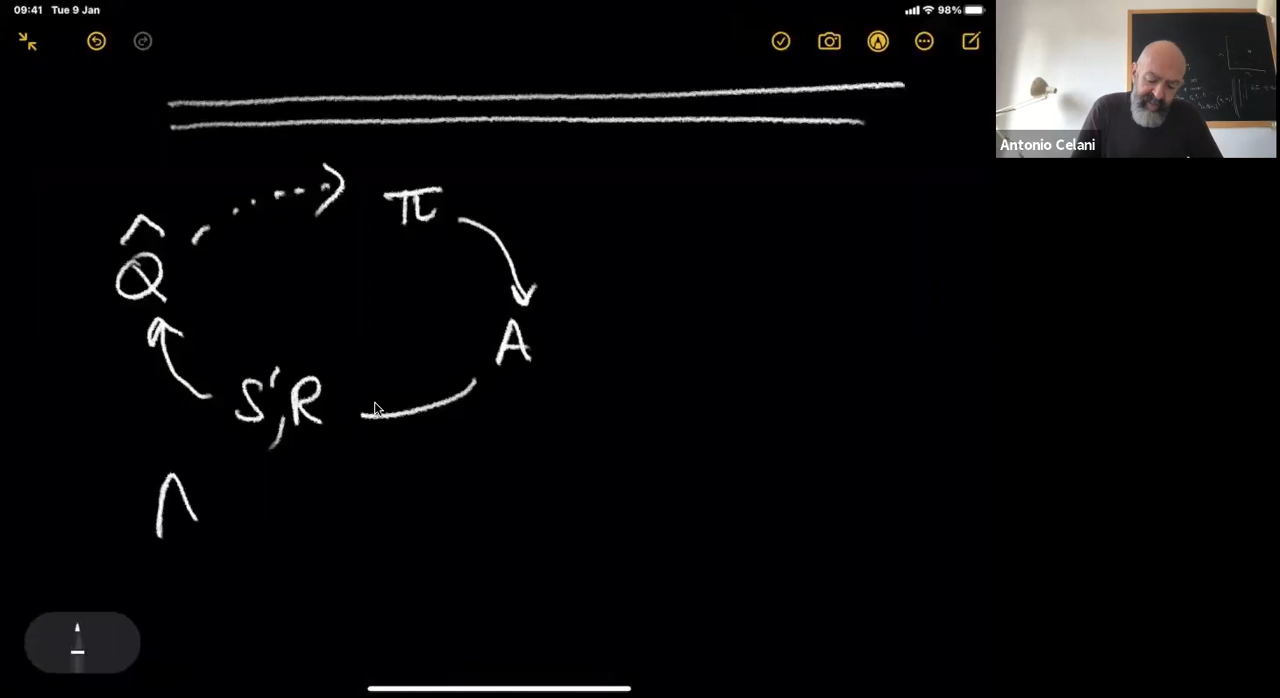 09:41 Tue 9 Jan 98%
Antonio Celani
π
Q̂
A
S', R